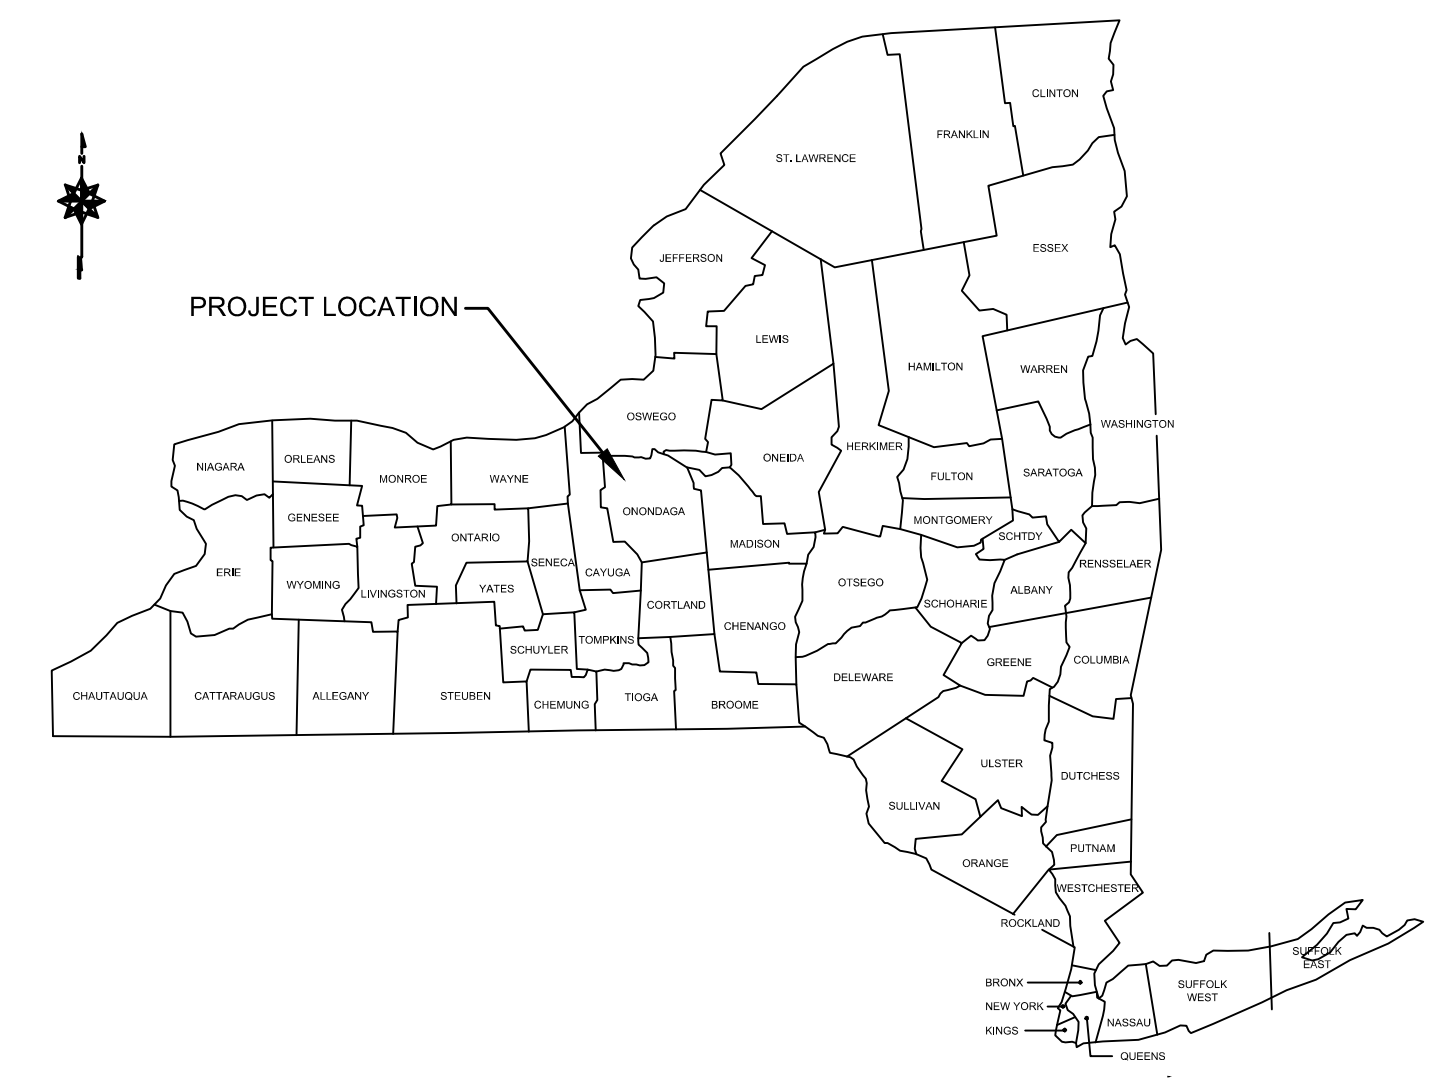 CLINTON
FRANKLIN
N
ST. LAWRENCE
ESSEX
JEFFERSON
PROJECT LOCATION
LEWIS
HAMILTON
WARREN
OSWEGO
WASHINGTON
HERKIMER
ONEIDA
ORLEANS
NIAGARA
SARATOGA
FULTON
MONROE
WAYNE
ONONDAGA
GENESEE
MONTGOMERY
SCHTDY
ONTARIO
MADISON
SENECA
RENSSELAER
ERIE
CAYUGA
OTSEGO
WYOMING
YATES
ALBANY
LIVINGSTON
CORTLAND
SCHOHARIE
CHENANGO
TOMPKINS
SCHUYLER
GREENE
COLUMBIA
DELEWARE
CHAUTAUQUA
CATTARAUGUS
ALLEGANY
STEUBEN
CHEMUNG
TIOGA
BROOME
ULSTER
DUTCHESS
SULLIVAN
PUTNAM
ORANGE
WESTCHESTER
ROCKLAND
SUFFOLK
EAST
BRONX
SUFFOLK
WEST
NEW YORK
NASSAU
KINGS
QUEENS